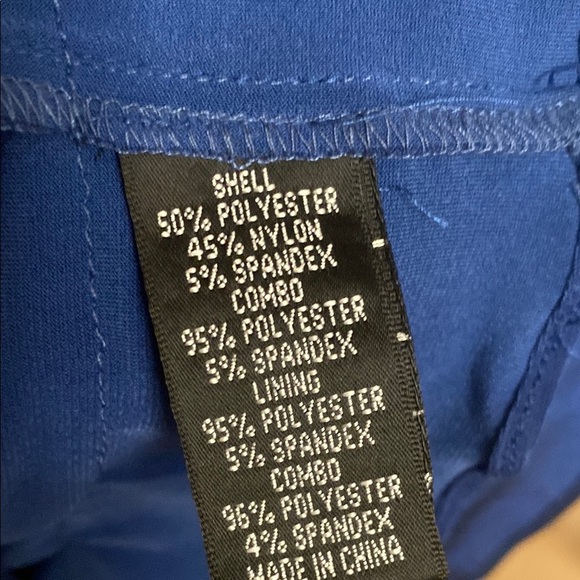 SHELL
50% POLYESTER
45% NYLON
5% SPANDEX
COMBO
95% POLYESTER
5% SPANDEX
LINING
95% POLYESTER
5% SPANDEX
COMBO
96% POLYESTER
4% SPANDEX
MADE IN CHINA